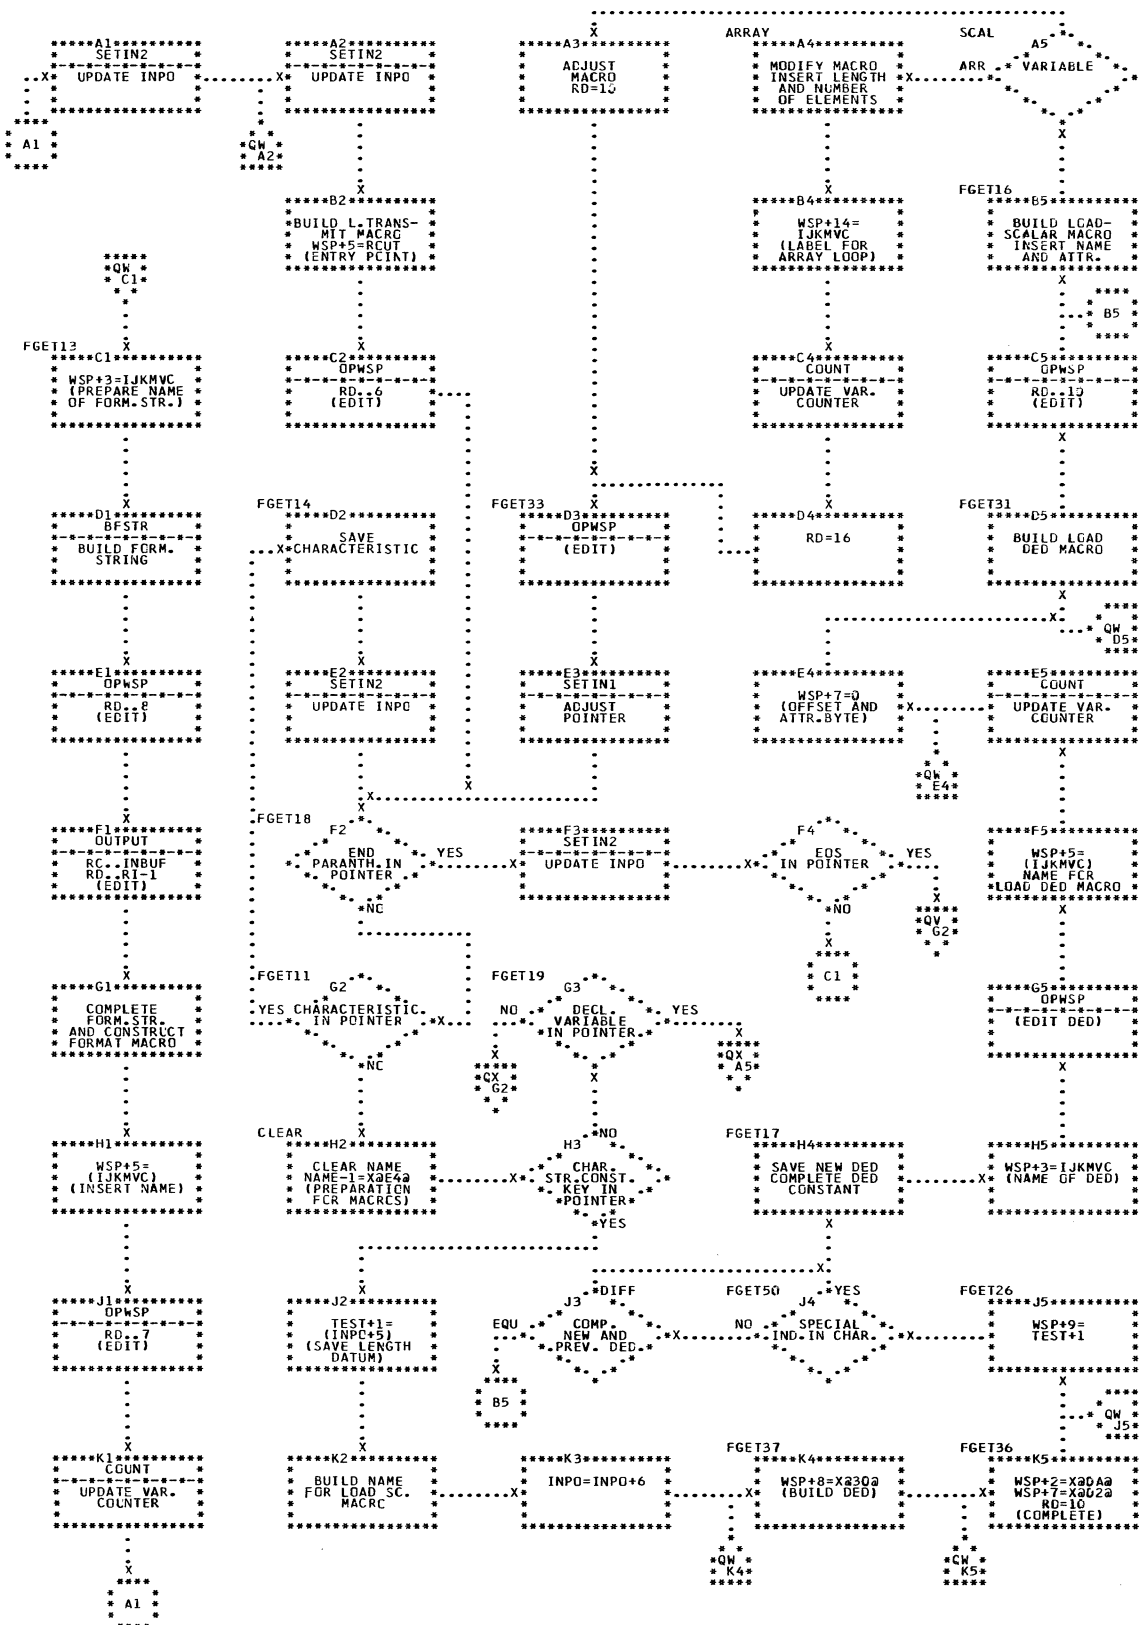 ARRAY SCAL
A1 A2 A3 A4 A5
SETIN2 SETIN2
UPDATE INPO UPDATE INPO
ADJUST
MACRO
MODIFY MACRO
INSERT LENGTH
AND NUMBER
OF ELEMENTS
ARR
VARIABLE
A1
QW
A2
FGET16
B2 B4 B5
BUILD L.TRANS-
MIT MACRO
WSP+5=ROUT
(ENTRY POINT)
WSP+14=
IJKMVC
(LABEL FOR
ARRAY LOOP)
BUILD LOAD-
SCALAR MACRO
INSERT NAME
AND ATTR.
QW
C1
B5
FGET13
C1 C2 C4 C5
WSP+3=IJKMVC
(PREPARE NAME
OF FORM.STR.)
OPWSP
RD..6
(EDIT)
COUNT
UPDATE VAR.
COUNTER
OPWSP
RD..10
(EDIT)
FGET14 FGET33 FGET31
D1 D2 D3 D4 D5
BFSTR
BUILD FORM.
STRING
SAVE
CHARACTERISTIC
OPWSP
(EDIT)
RD=16
BUILD LOAD
DED MACRO
QW
D5
E1 E2 E3 E4 E5
OPWSP
RD..8
(EDIT)
SETIN2
UPDATE INPO
SETIN1
ADJUST
POINTER
WSP+7=0
(OFFSET AND
ATTR.BYTE)
COUNT
UPDATE VAR.
COUNTER
QW
E4
FGET18
F1 F2 F3 F4 F5
OUTPUT
RC..INBUF
RD..RI-1
(EDIT)
END
PARANTH.IN
POINTER
YES
NO
SETIN2
UPDATE INPO
EOS
IN POINTER
YES
NO
WSP+5=
(IJKMVC)
NAME FOR
LOAD DED MACRO
QV
G2
C1
FGET11 FGET19
G1 G2 G3 G5
COMPLETE
FORM.STR.
AND CONSTRUCT
FORMAT MACRO
YES
CHARACTERISTIC
IN POINTER
NO
NO
DECL.
VARIABLE
IN POINTER
YES
OPWSP
(EDIT DED)
QX
G2
QX
A5
CLEAR NO FGET17
H1 H2 H3 H4 H5
WSP+5=
(IJKMVC)
(INSERT NAME)
CLEAR NAME
NAME-1=X@E4@
(PREPARATION
FOR MACROS)
CHAR.
STR.CONST.
KEY IN
POINTER
YES
SAVE NEW DED
COMPLETE DED
CONSTANT
WSP+3=IJKMVC
(NAME OF DED)
DIFF FGET50 YES FGET26
J1 J2 J3 J4 J5
OPWSP
RD..7
(EDIT)
TEST+1=
(INPO+5)
(SAVE LENGTH
DATUM)
EQU
COMP.
NEW AND
PREV. DED.
NO
SPECIAL
IND.IN CHAR.
WSP+9=
TEST+1
B5
QW
J5
FGET37 FGET36
K1 K2 K3 K4 K5
COUNT
UPDATE VAR.
COUNTER
BUILD NAME
FOR LOAD SC.
MACRO
INPO=INPO+6
WSP+8=X@30@
(BUILD DED)
WSP+2=X@0A@
WSP+7=X@02@
RD=10
(COMPLETE)
QW
K4
QW
K5
A1